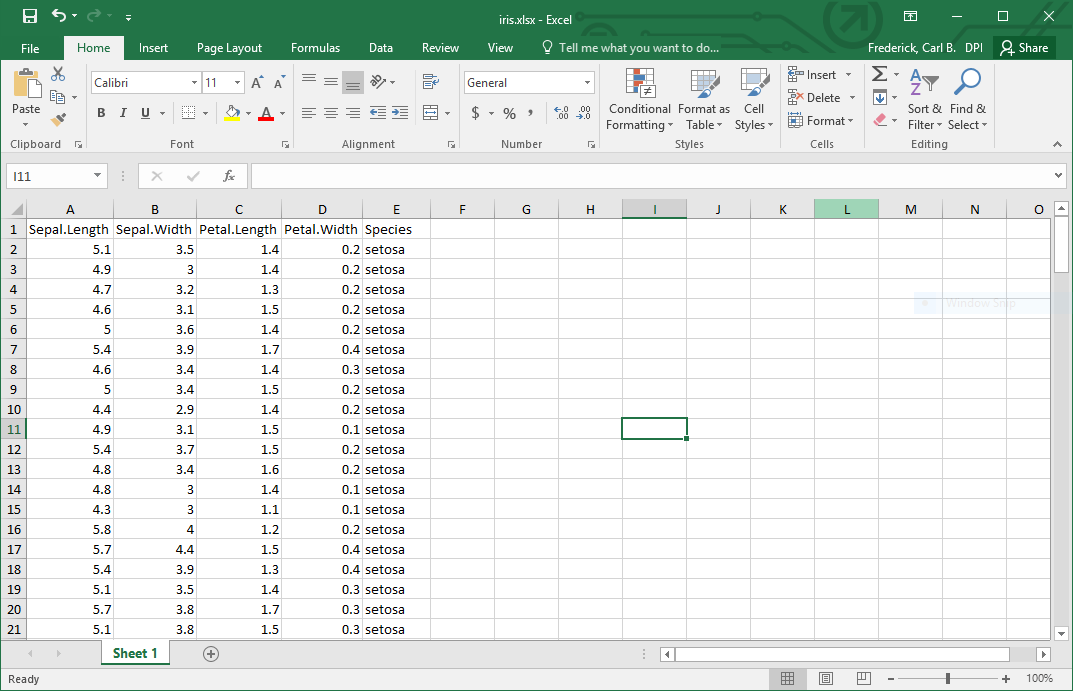 iris.xlsx - Excel
File Home Insert Page Layout Formulas Data Review View Tell me what you want to do... Frederick, Carl B. DPI Share
Paste
Calibri 11
B I U
General
$ % ,
Conditional Formatting
Format as Table
Cell Styles
Insert
Delete
Format
Sort & Filter
Find & Select
Clipboard Font Alignment Number Styles Cells Editing
I11 fx
A B C D E F G H I J K L M N O
1 Sepal.Length Sepal.Width Petal.Length Petal.Width Species
2 5.1 3.5 1.4 0.2 setosa
3 4.9 3 1.4 0.2 setosa
4 4.7 3.2 1.3 0.2 setosa
5 4.6 3.1 1.5 0.2 setosa
Window Snip
6 5 3.6 1.4 0.2 setosa
7 5.4 3.9 1.7 0.4 setosa
8 4.6 3.4 1.4 0.3 setosa
9 5 3.4 1.5 0.2 setosa
10 4.4 2.9 1.4 0.2 setosa
11 4.9 3.1 1.5 0.1 setosa
12 5.4 3.7 1.5 0.2 setosa
13 4.8 3.4 1.6 0.2 setosa
14 4.8 3 1.4 0.1 setosa
15 4.3 3 1.1 0.1 setosa
16 5.8 4 1.2 0.2 setosa
17 5.7 4.4 1.5 0.4 setosa
18 5.4 3.9 1.3 0.4 setosa
19 5.1 3.5 1.4 0.3 setosa
20 5.7 3.8 1.7 0.3 setosa
21 5.1 3.8 1.5 0.3 setosa
Sheet 1
Ready 100%